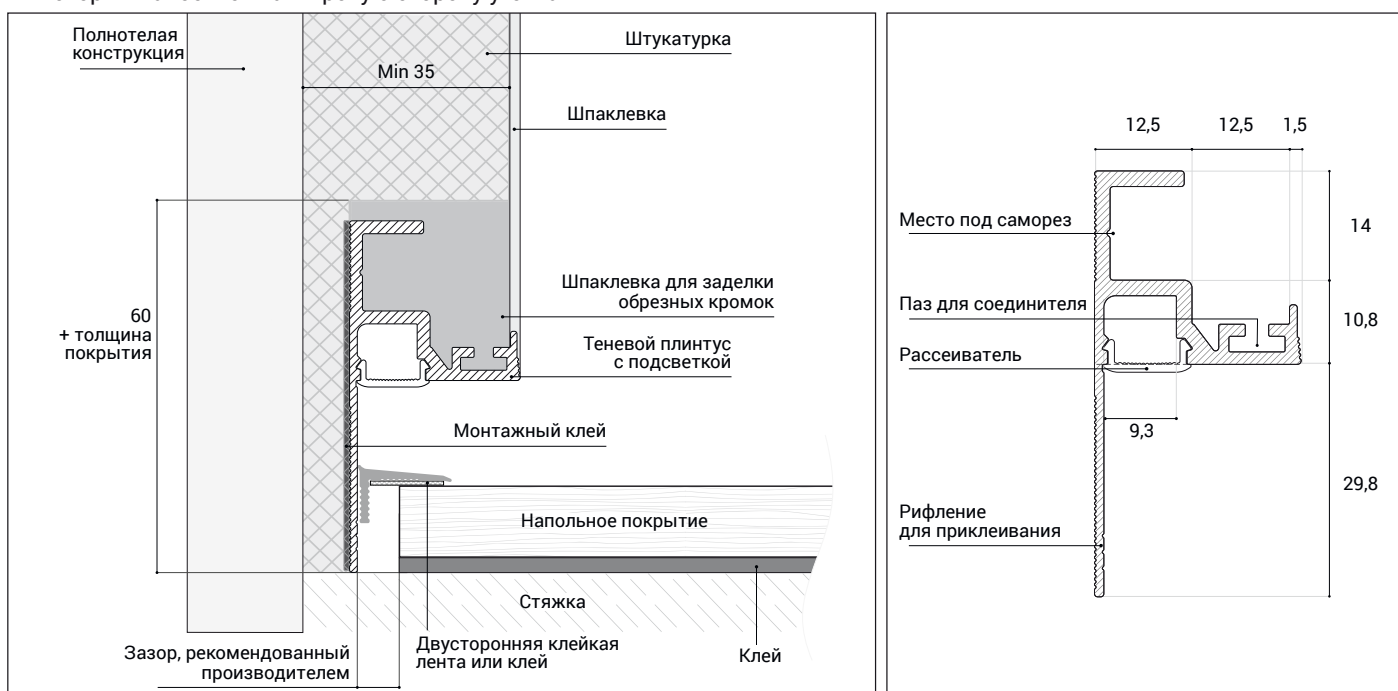 Полнотелая
конструкция
Штукатурка
Min 35
Шпаклевка
60
+ толщина
покрытия
Шпаклевка для заделки
обрезных кромок
Теневой плинтус
с подсветкой
Монтажный клей
Напольное покрытие
Стяжка
Зазор, рекомендованный
производителем
Двусторонняя клейкая
лента или клей
Клей
12,5
12,5
1,5
Место под саморез
14
Паз для соединителя
10,8
Рассеиватель
9,3
29,8
Рифление
для приклеивания